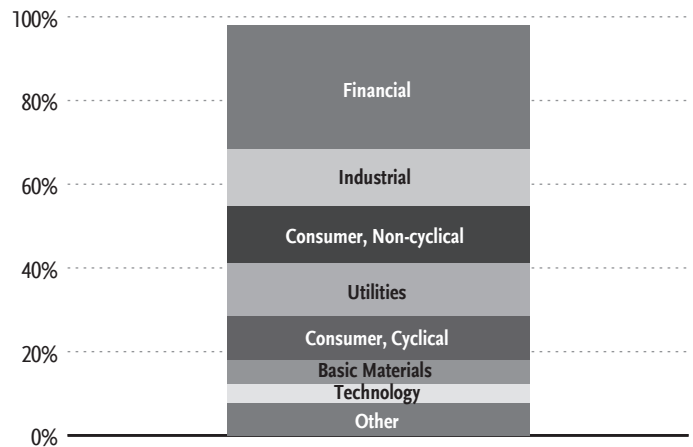 100%
Financial
80%
Industrial
60%
Consumer, Non-cyclical
40%
Utilities
Consumer, Cyclical
20%
Basic Materials
Technology
Other
0%